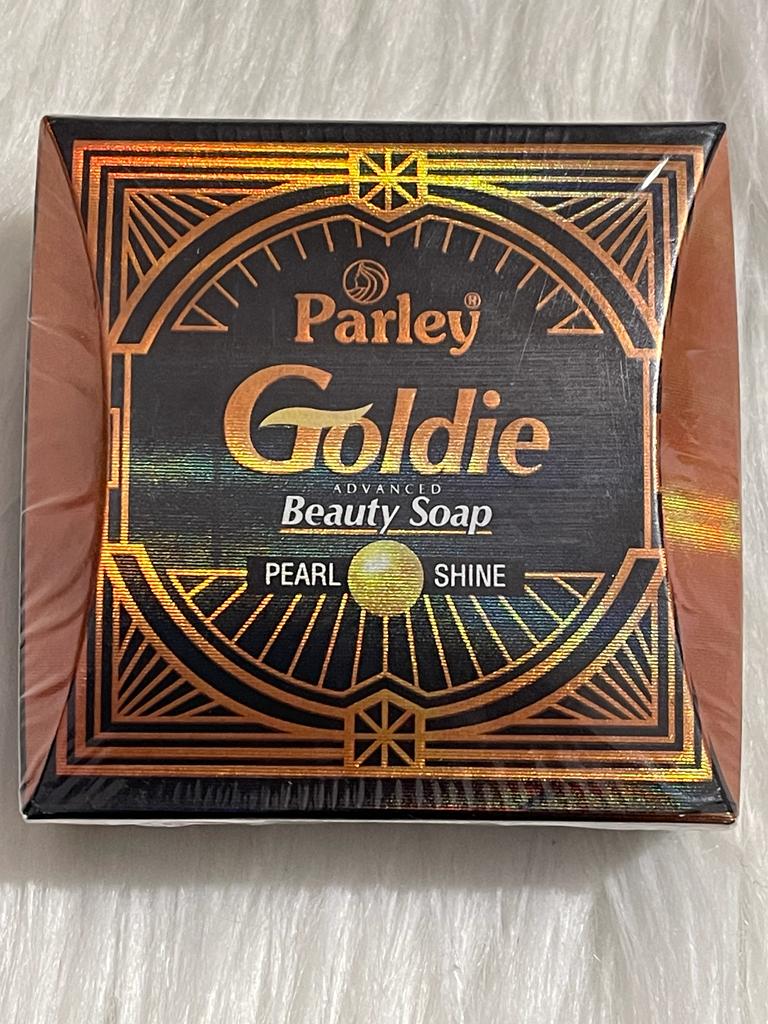 Parley®
Goldie
ADVANCED
Beauty Soap
PEARL SHINE